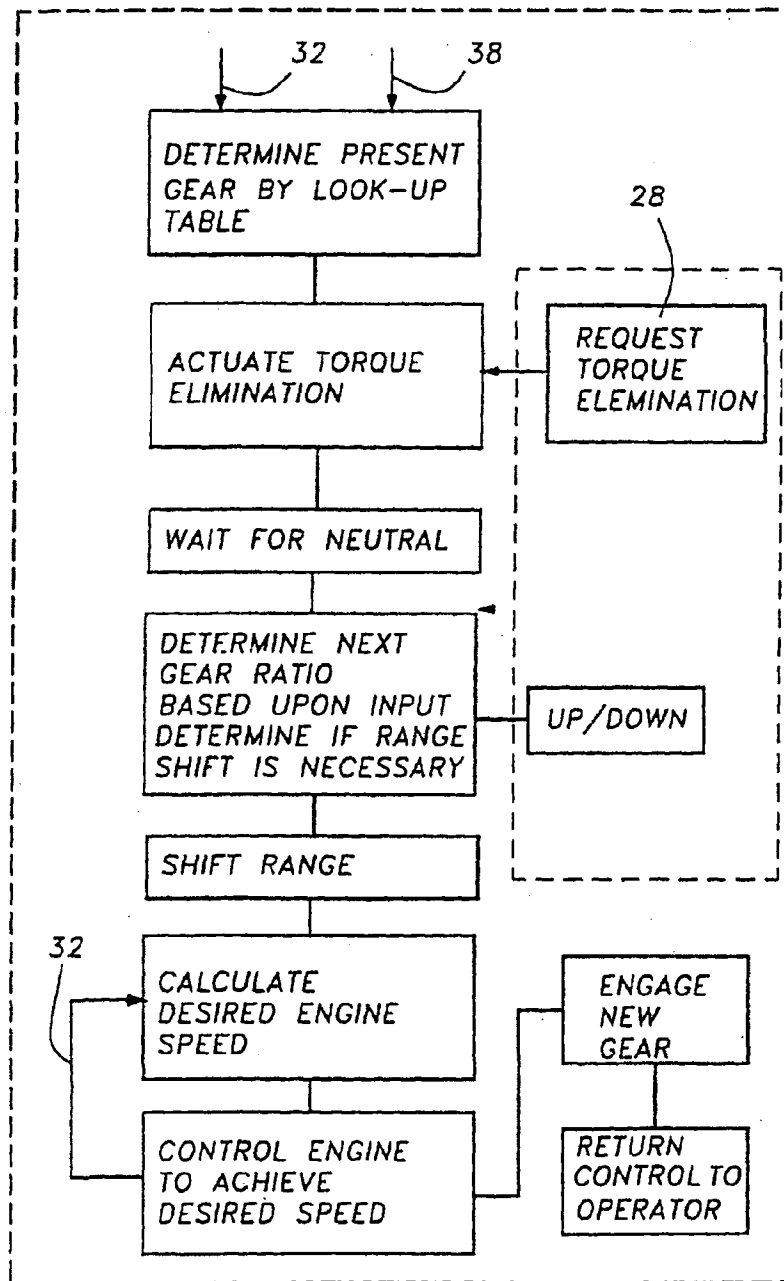 32
38
DETERMINE PRESENT
GEAR BY LOOK-UP
TABLE
28
ACTUATE TORQUE
ELIMINATION
REQUEST
TORQUE
ELEMINATION
WAIT FOR NEUTRAL
DETERMINE NEXT
GEAR RATIO
BASED UPON INPUT
DETERMINE IF RANGE
SHIFT IS NECESSARY
UP/DOWN
SHIFT RANGE
32
CALCULATE
DESIRED ENGINE
SPEED
ENGAGE
NEW
GEAR
CONTROL ENGINE
TO ACHIEVE
DESIRED SPEED
RETURN
CONTROL TO
OPERATOR